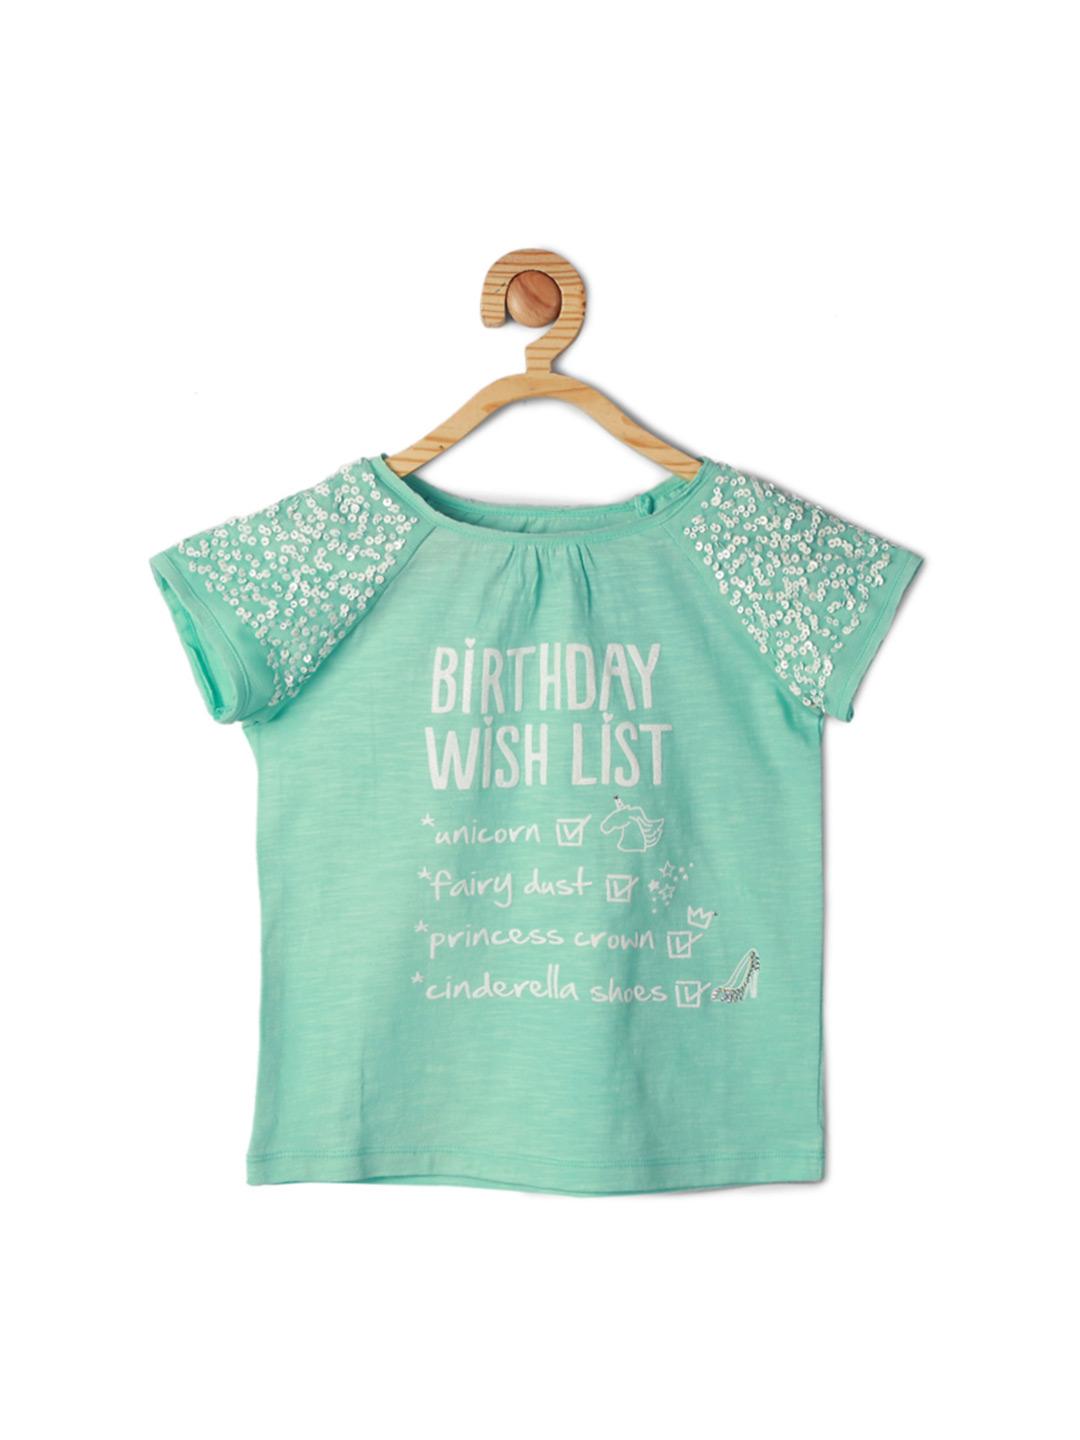 BIRTHDAY
WISH LIST
*unicorn
*fairy dust
*princess crown
*cinderella shoes